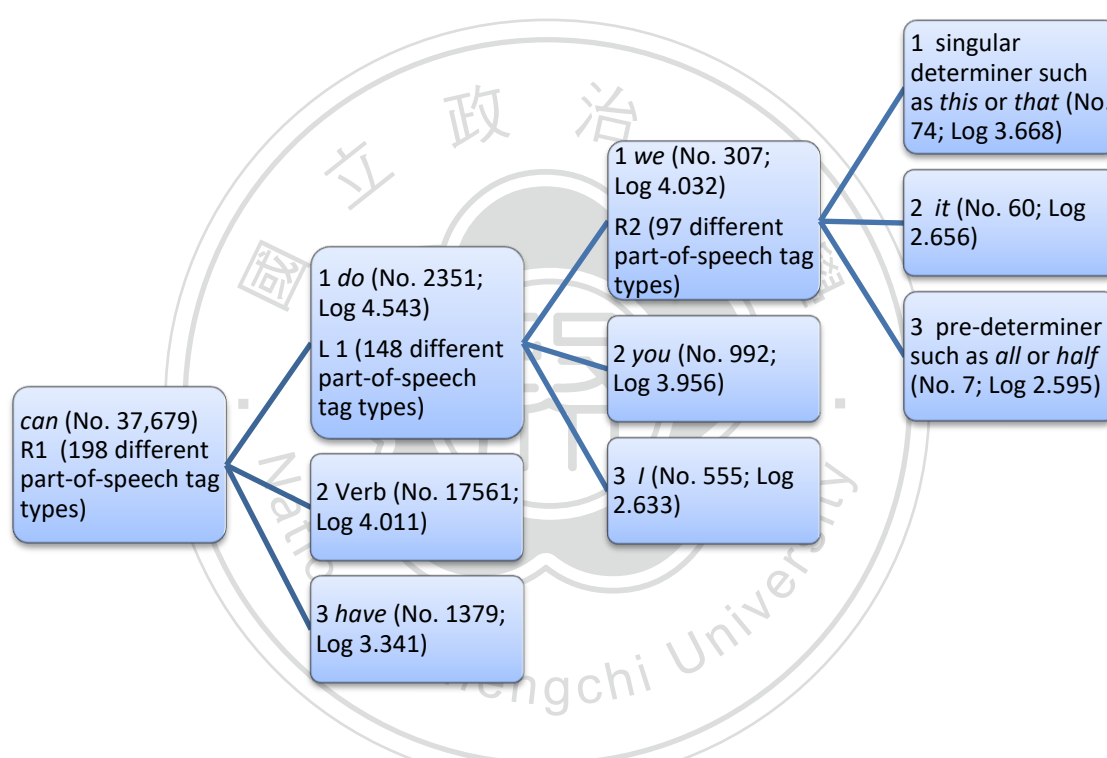 can (No. 37,679)
R1 (198 different
part-of-speech tag
types)
1 do (No. 2351;
Log 4.543)
L 1 (148 different
part-of-speech
tag types)
2 Verb (No. 17561;
Log 4.011)
3 have (No. 1379;
Log 3.341)
1 we (No. 307;
Log 4.032)
R2 (97 different
part-of-speech tag
types)
2 you (No. 992;
Log 3.956)
3 I (No. 555; Log
2.633)
1 singular
determiner such
as this or that (No.
74; Log 3.668)
2 it (No. 60; Log
2.656)
3 pre-determiner
such as all or half
(No. 7; Log 2.595)
國立政治
University